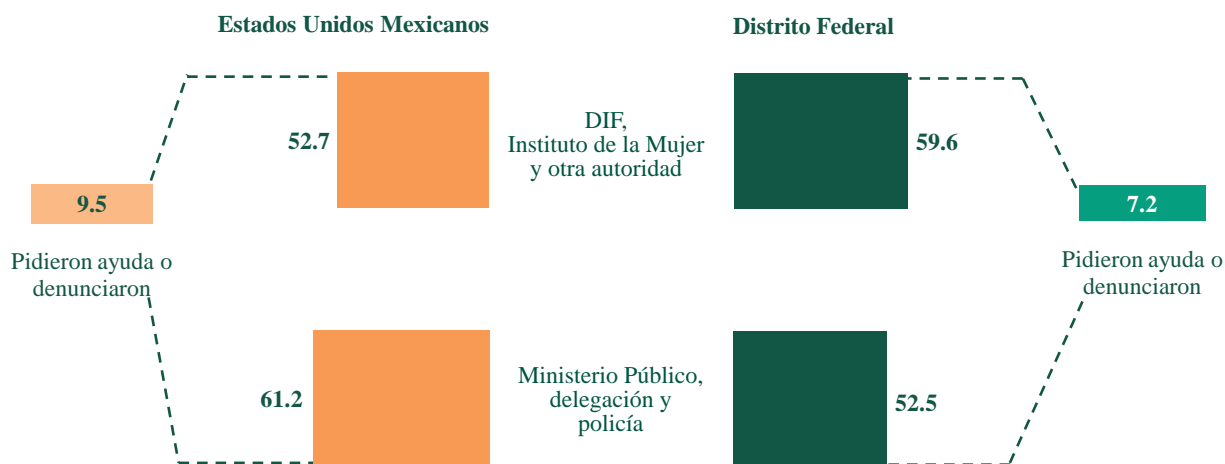 Estados Unidos Mexicanos
Distrito Federal
52.7
DIF,
Instituto de la Mujer
y otra autoridad
59.6
9.5
7.2
Pidieron ayuda o
denunciaron
Pidieron ayuda o
denunciaron
61.2
Ministerio Público,
delegación y
policía
52.5